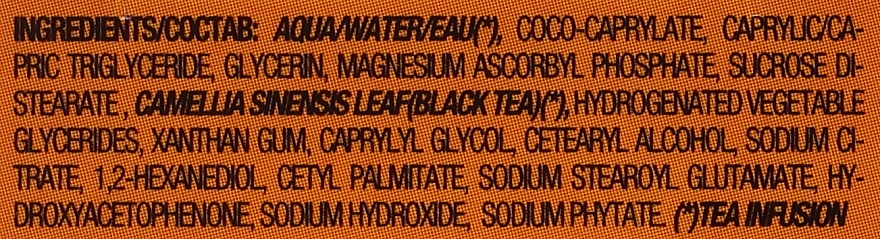 INGREDIENTS/СОСТАВ: AQUA/WATER/EAU(*), COCO-CAPRYLATE, CAPRYLIC/CA-
PRIC TRIGLYCERIDE, GLYCERIN, MAGNESIUM ASCORBYL PHOSPHATE, SUCROSE DI-
STEARATE, CAMELLIA SINENSIS LEAF(BLACK TEA)(*), HYDROGENATED VEGETABLE
GLYCERIDES, XANTHAN GUM, CAPRYLYL GLYCOL, CETEARYL ALCOHOL, SODIUM CI-
TRATE, 1,2-HEXANEDIOL, CETYL PALMITATE, SODIUM STEAROYL GLUTAMATE, HY-
DROXYACETOPHENONE, SODIUM HYDROXIDE, SODIUM PHYTATE. (*)TEA INFUSION